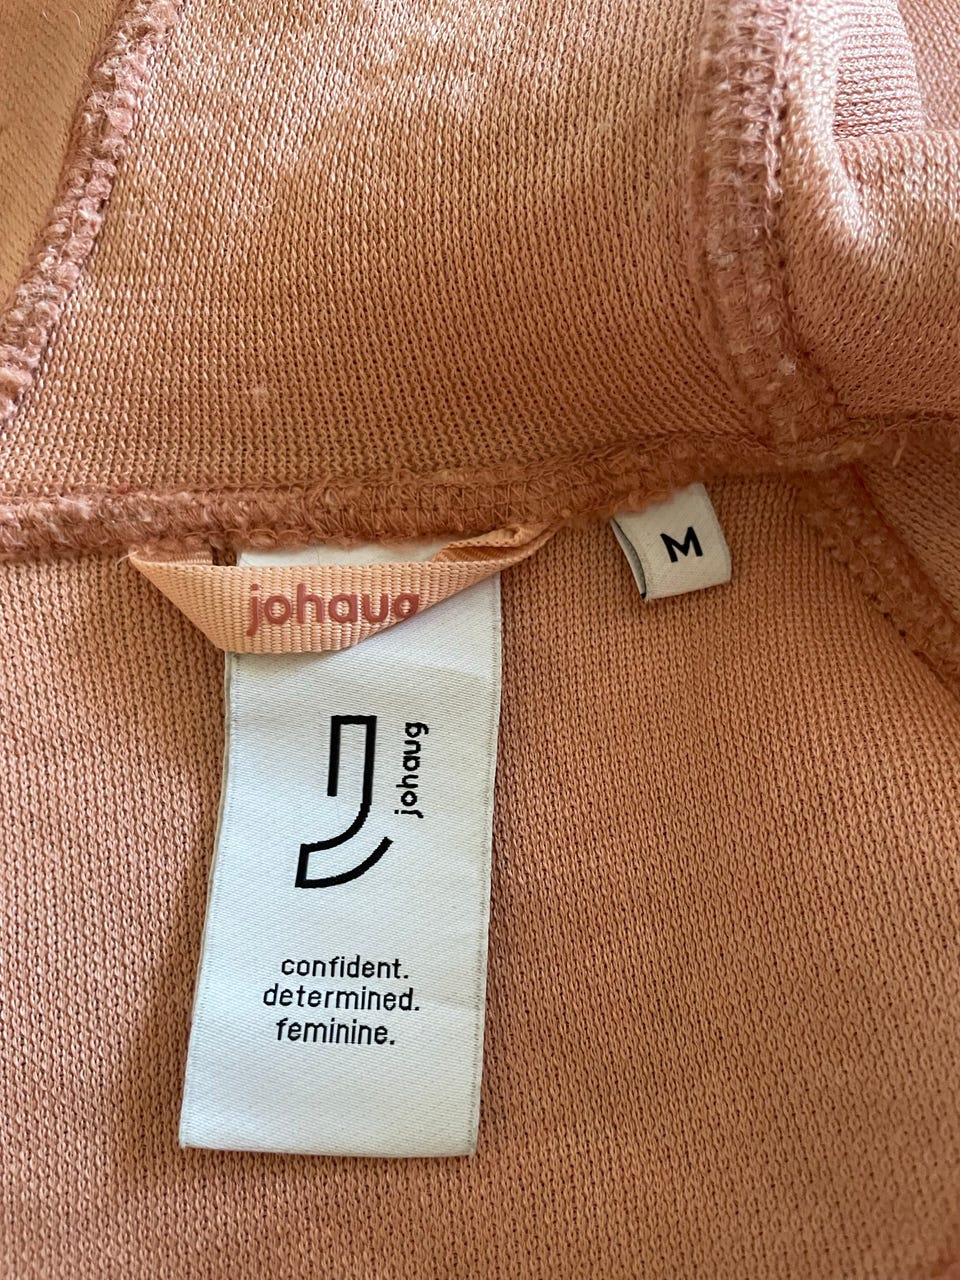 M
johaug
johaug
confident.
determined.
feminine.